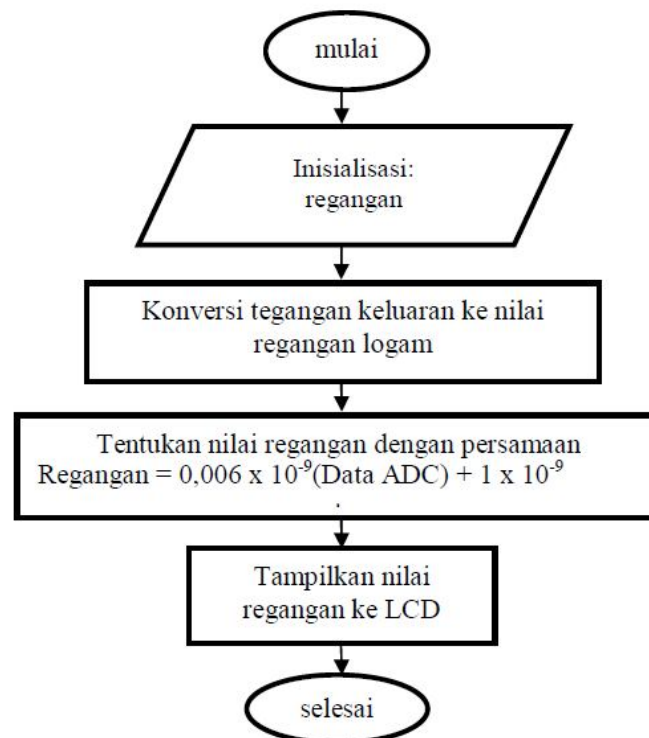 mulai
Inisialisasi:
regangan
Konversi tegangan keluaran ke nilai
regangan logam
Tentukan nilai regangan dengan persamaan
Regangan = 0,006 x 10⁻⁹(Data ADC) + 1 x 10⁻⁹
.
Tampilkan nilai
regangan ke LCD
selesai